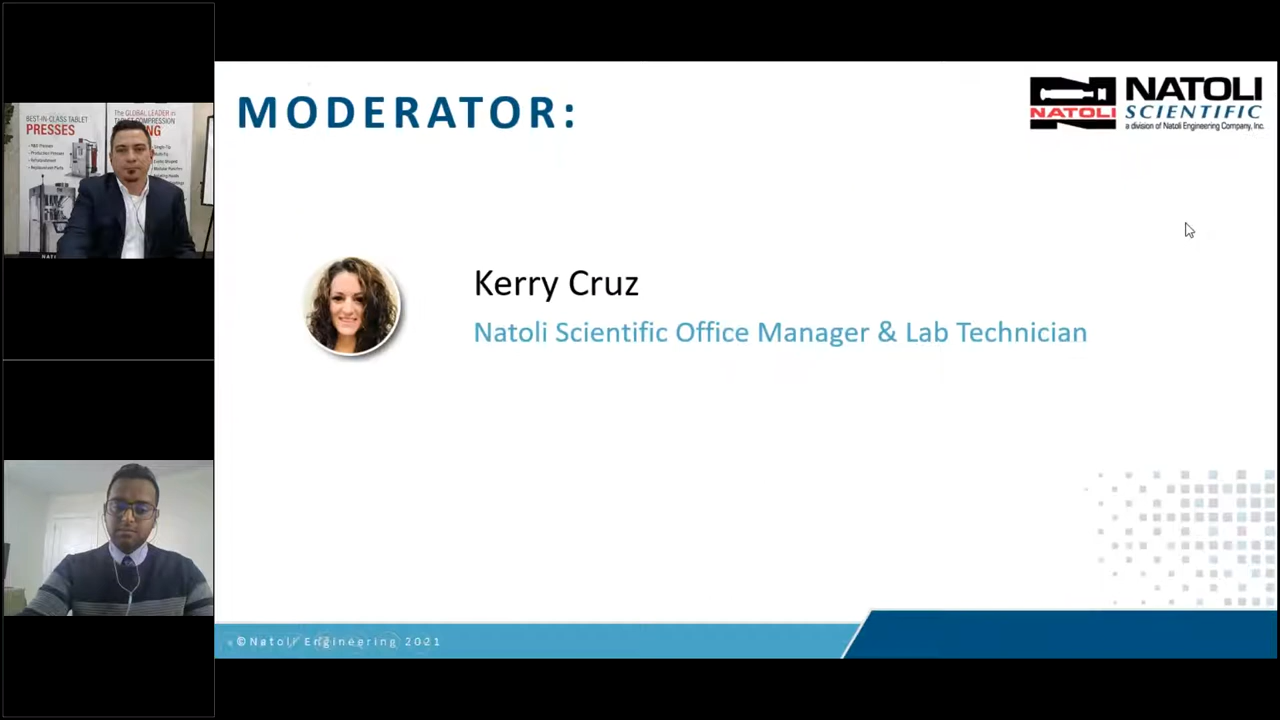 MODERATOR:
NATOLI
NATOLI
SCIENTIFIC
a division of Natoli Engineering Company, Inc.
Kerry Cruz
Natoli Scientific Office Manager & Lab Technician
©Natoli Engineering 2021
BEST-IN-CLASS TABLET
PRESSES
The GLOBAL LEADER in